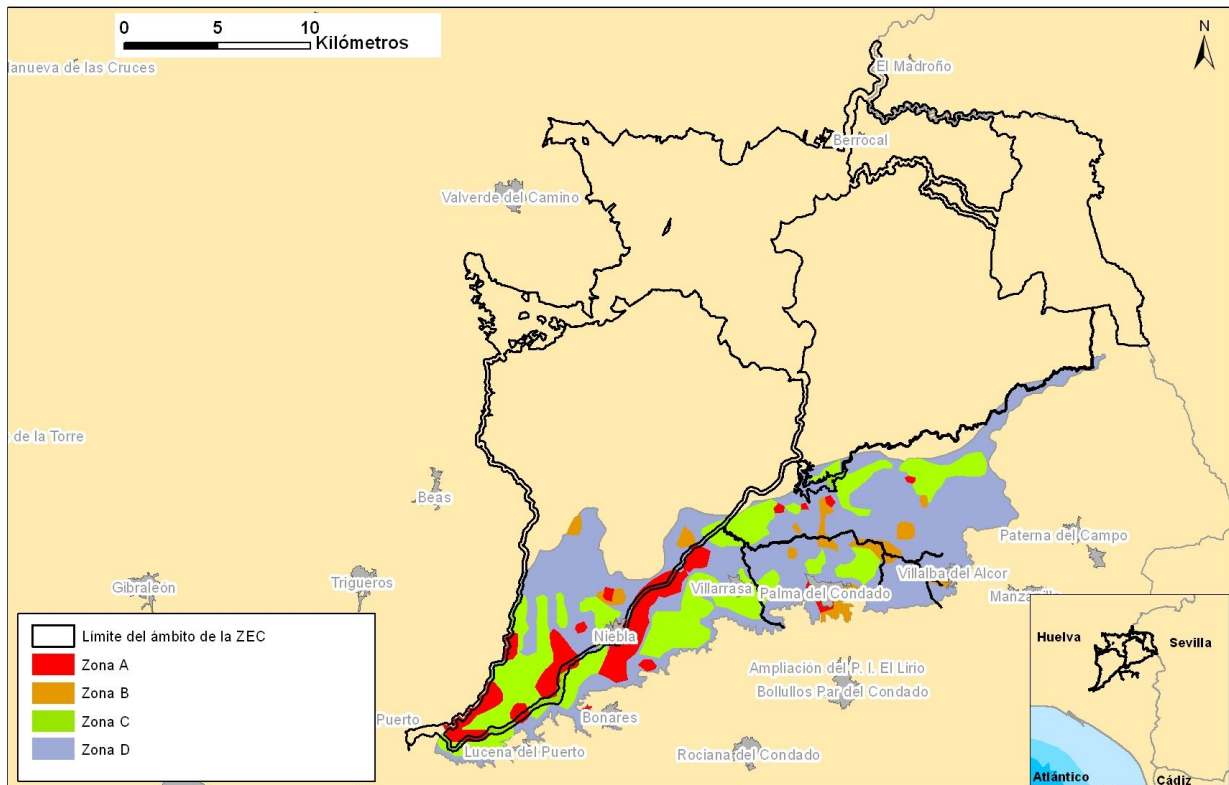 0 5 10
Kilómetros
N
lanueva de las Cruces
El Madroño
Berrocal
Valverde del Camino
de la Torre
Beas
Paterna del Campo
Gibraleón
Trigueros
Villarrasa
Palma del Condado
Villalba del Alcor
Manzanilla
Niebla
Límite del ámbito de la ZEC
Zona A
Zona B
Zona C
Zona D
Ampliación del P. I. El Lirio
Bollullos Par del Condado
Puerto
Bonares
Lucena del Puerto
Rociana del Condado
Huelva
Sevilla
Atlántico
Cádiz